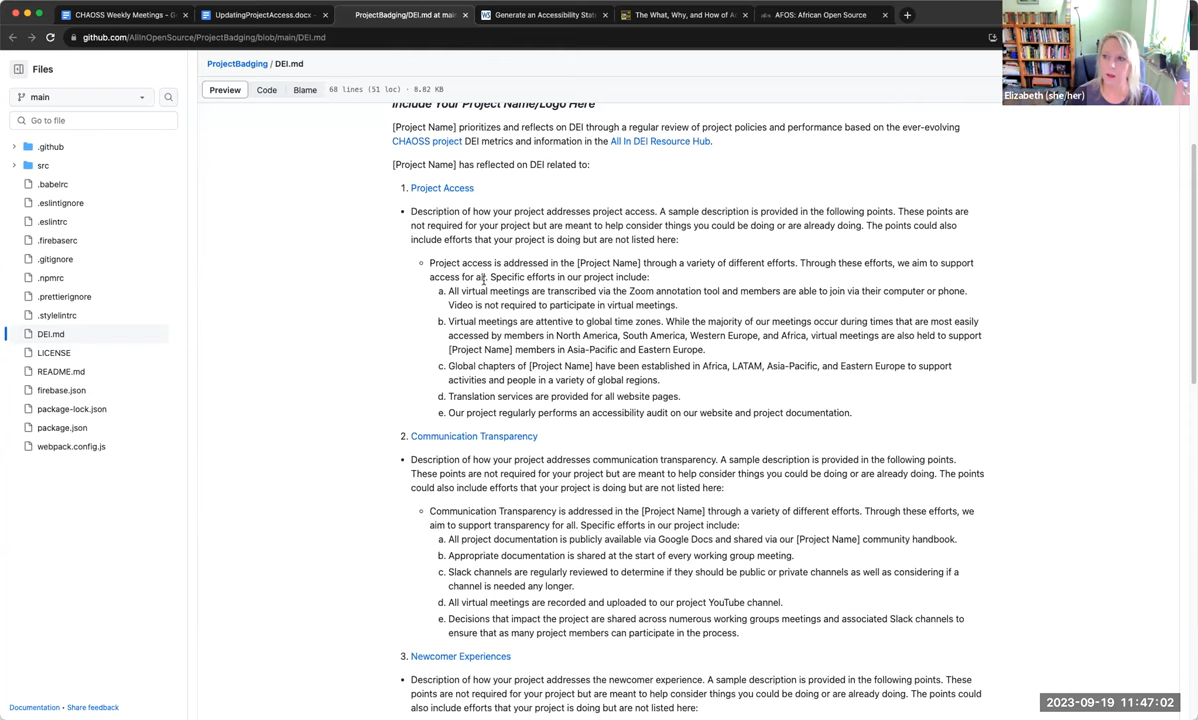 CHAOSS Weekly Meetings - G
UpdatingProjectAccess.docx
ProjectBadging/DEI.md at main
Generate an Accessibility Stat
The What, Why, and How of A
AFOS: African Open Source
github.com/AllInOpenSource/ProjectBadging/blob/main/DEI.md
Elizabeth (she/her)
Files
main
Go to file
.github
src
.babelrc
.eslintignore
.eslintrc
.firebaserc
.gitignore
.npmrc
.prettierignore
.stylelintrc
DEI.md
LICENSE
README.md
firebase.json
package-lock.json
package.json
webpack.config.js
Documentation • Share feedback
ProjectBadging / DEI.md
Preview Code Blame 68 lines (51 loc) · 8.82 KB
Include Your Project Name/Logo Here
[Project Name] prioritizes and reflects on DEI through a regular review of project policies and performance based on the ever-evolving
CHAOSS project DEI metrics and information in the All In DEI Resource Hub.
[Project Name] has reflected on DEI related to:
1. Project Access
• Description of how your project addresses project access. A sample description is provided in the following points. These points are
not required for your project but are meant to help consider things you could be doing or are already doing. The points could also
include efforts that your project is doing but are not listed here:
○ Project access is addressed in the [Project Name] through a variety of different efforts. Through these efforts, we aim to support
access for all. Specific efforts in our project include:
a. All virtual meetings are transcribed via the Zoom annotation tool and members are able to join via their computer or phone.
Video is not required to participate in virtual meetings.
b. Virtual meetings are attentive to global time zones. While the majority of our meetings occur during times that are most easily
accessed by members in North America, South America, Western Europe, and Africa, virtual meetings are also held to support
[Project Name] members in Asia-Pacific and Eastern Europe.
c. Global chapters of [Project Name] have been established in Africa, LATAM, Asia-Pacific, and Eastern Europe to support
activities and people in a variety of global regions.
d. Translation services are provided for all website pages.
e. Our project regularly performs an accessibility audit on our website and project documentation.
2. Communication Transparency
• Description of how your project addresses communication transparency. A sample description is provided in the following points.
These points are not required for your project but are meant to help consider things you could be doing or are already doing. The points
could also include efforts that your project is doing but are not listed here:
○ Communication Transparency is addressed in the [Project Name] through a variety of different efforts. Through these efforts, we
aim to support transparency for all. Specific efforts in our project include:
a. All project documentation is publicly available via Google Docs and shared via our [Project Name] community handbook.
b. Appropriate documentation is shared at the start of every working group meeting.
c. Slack channels are regularly reviewed to determine if they should be public or private channels as well as considering if a
channel is needed any longer.
d. All virtual meetings are recorded and uploaded to our project YouTube channel.
e. Decisions that impact the project are shared across numerous working groups meetings and associated Slack channels to
ensure that as many project members can participate in the process.
3. Newcomer Experiences
• Description of how your project addresses the newcomer experience. A sample description is provided in the following points. These
points are not required for your project but are meant to help consider things you could be doing or are already doing. The points could
also include efforts that your project is doing but are not listed here:
2023-09-19 11:47:02